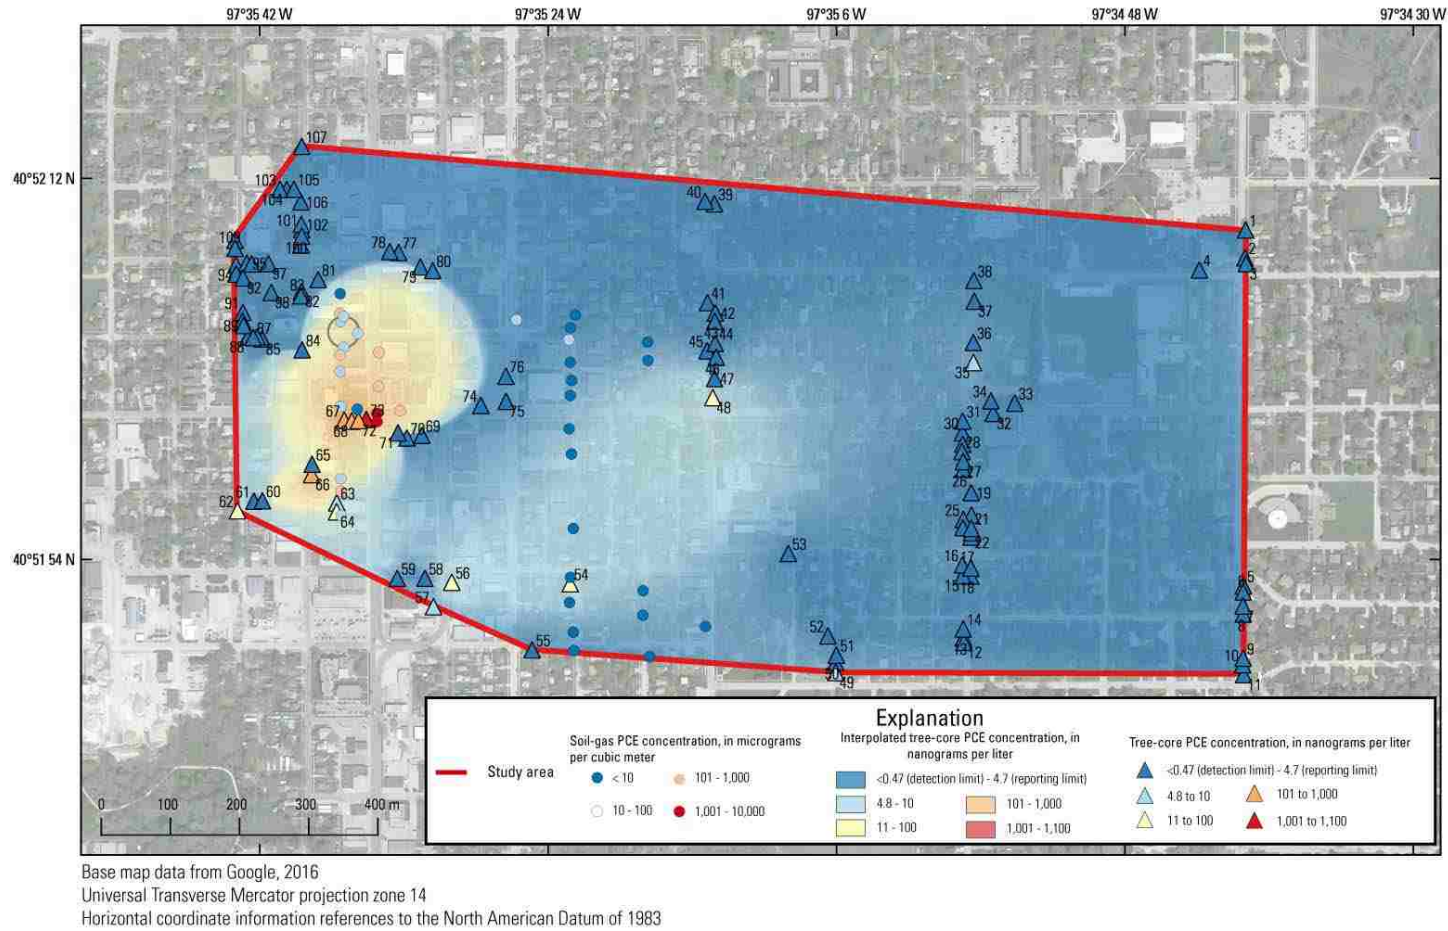 97°35 42 W 97°35 24 W 97°35 6 W 97°34 48 W 97°34 30 W
107
40°52 12 N
103 105
104 106
40 39
101 102
1
2
78 77
4
3
95
79 80
94 97
81
38
92 98 83 82
41
37
91
42
89 87
36
44
88 85 84
45
46
76
35
47
74 75
48
34 33
67 73
32
68 72
31
30
71 70 69
28
65
27
66
26
61 60
19
62 63
64
25 21
22
53
40°51 54 N
16 17
59 58 56 54
15 18
5
57
8
52 14
55 51
13 12
10 9
49
11
Explanation
Study area
Soil-gas PCE concentration, in micrograms
per cubic meter
< 10 101 - 1,000
10 - 100 1,001 - 10,000
Interpolated tree-core PCE concentration, in
nanograms per liter
<0.47 (detection limit) - 4.7 (reporting limit)
4.8 - 10 101 - 1,000
11 - 100 1,001 - 1,100
Tree-core PCE concentration, in nanograms per liter
<0.47 (detection limit) - 4.7 (reporting limit)
4.8 to 10 101 to 1,000
11 to 100 1,001 to 1,100
0 100 200 300 400 m
Base map data from Google, 2016
Universal Transverse Mercator projection zone 14
Horizontal coordinate information references to the North American Datum of 1983